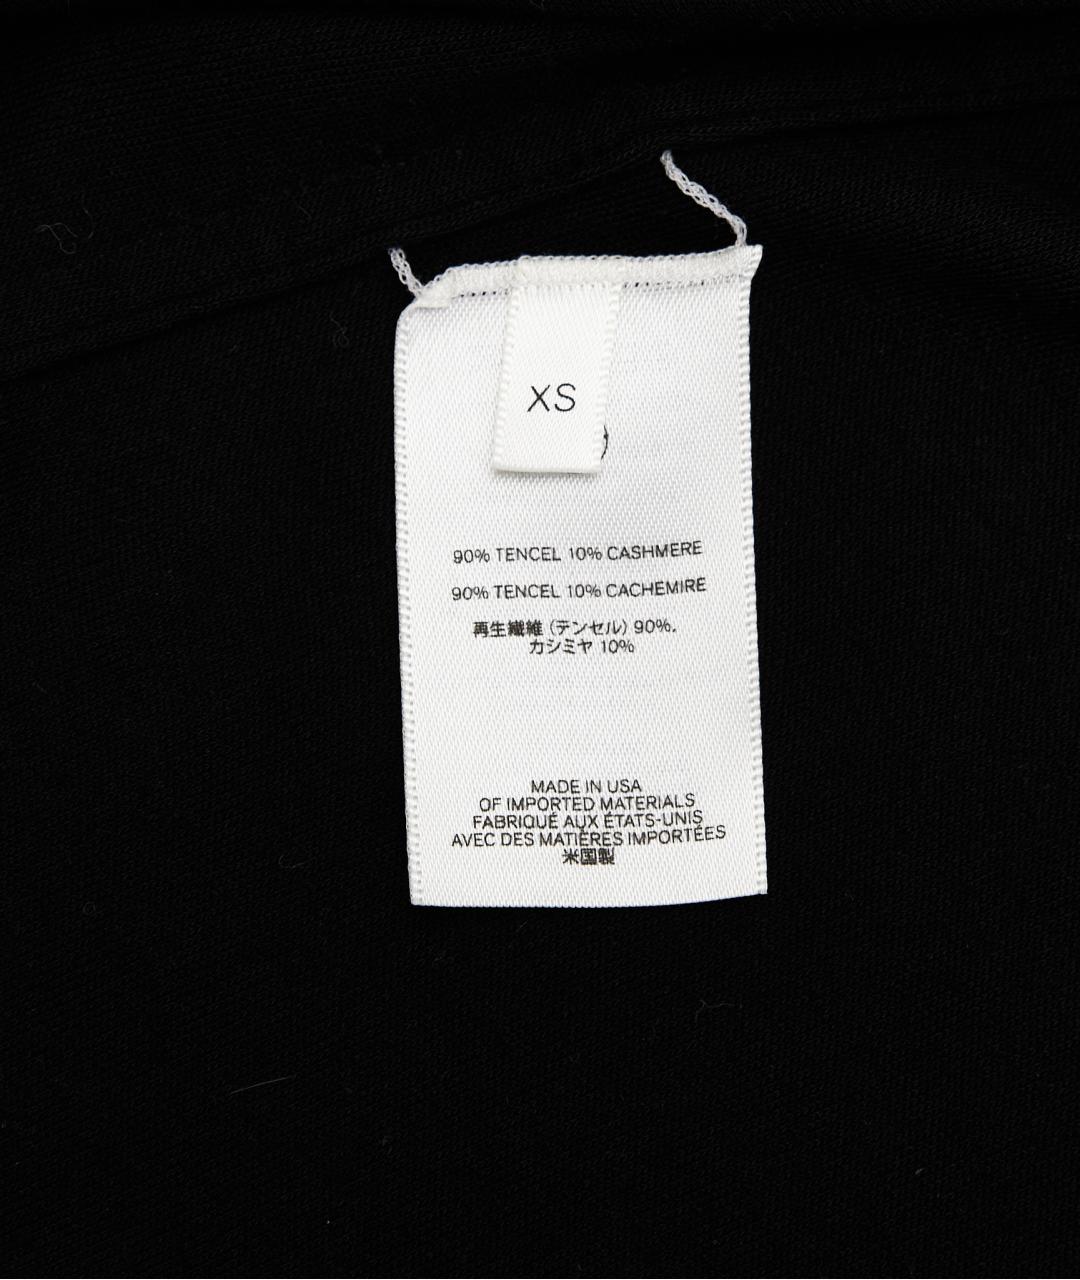 XS
90% TENCEL 10% CASHMERE
90% TENCEL 10% CACHEMIRE
再生繊維 (テンセル) 90%.
カシミヤ 10%
MADE IN USA
OF IMPORTED MATERIALS
FABRIQUÉ AUX ÉTATS-UNIS
AVEC DES MATIÈRES IMPORTÉES
米国製